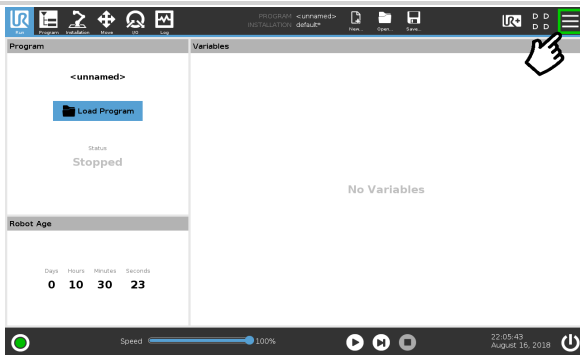 UR
Run
Program
Installation
Move
I/O
Log
PROGRAM <unnamed>
INSTALLATION default*
New...
Open...
Save...
UR+
D D
D D
Program
<unnamed>
Load Program
Status
Stopped
Robot Age
Days Hours Minutes Seconds
0 10 30 23
Variables
No Variables
Speed 100%
22:05:43
August 16, 2018